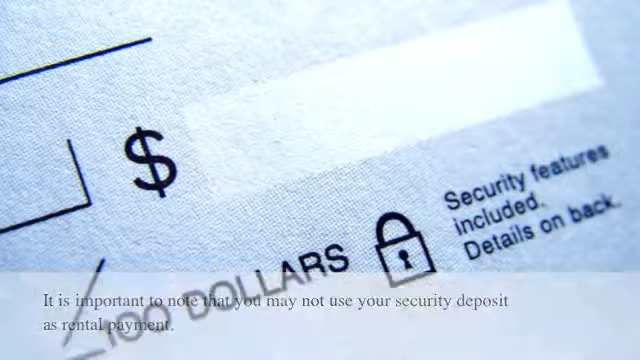 $
Security features
included.
Details on back.
/100 DOLLARS
It is important to note that you may not use your security deposit
as rental payment.